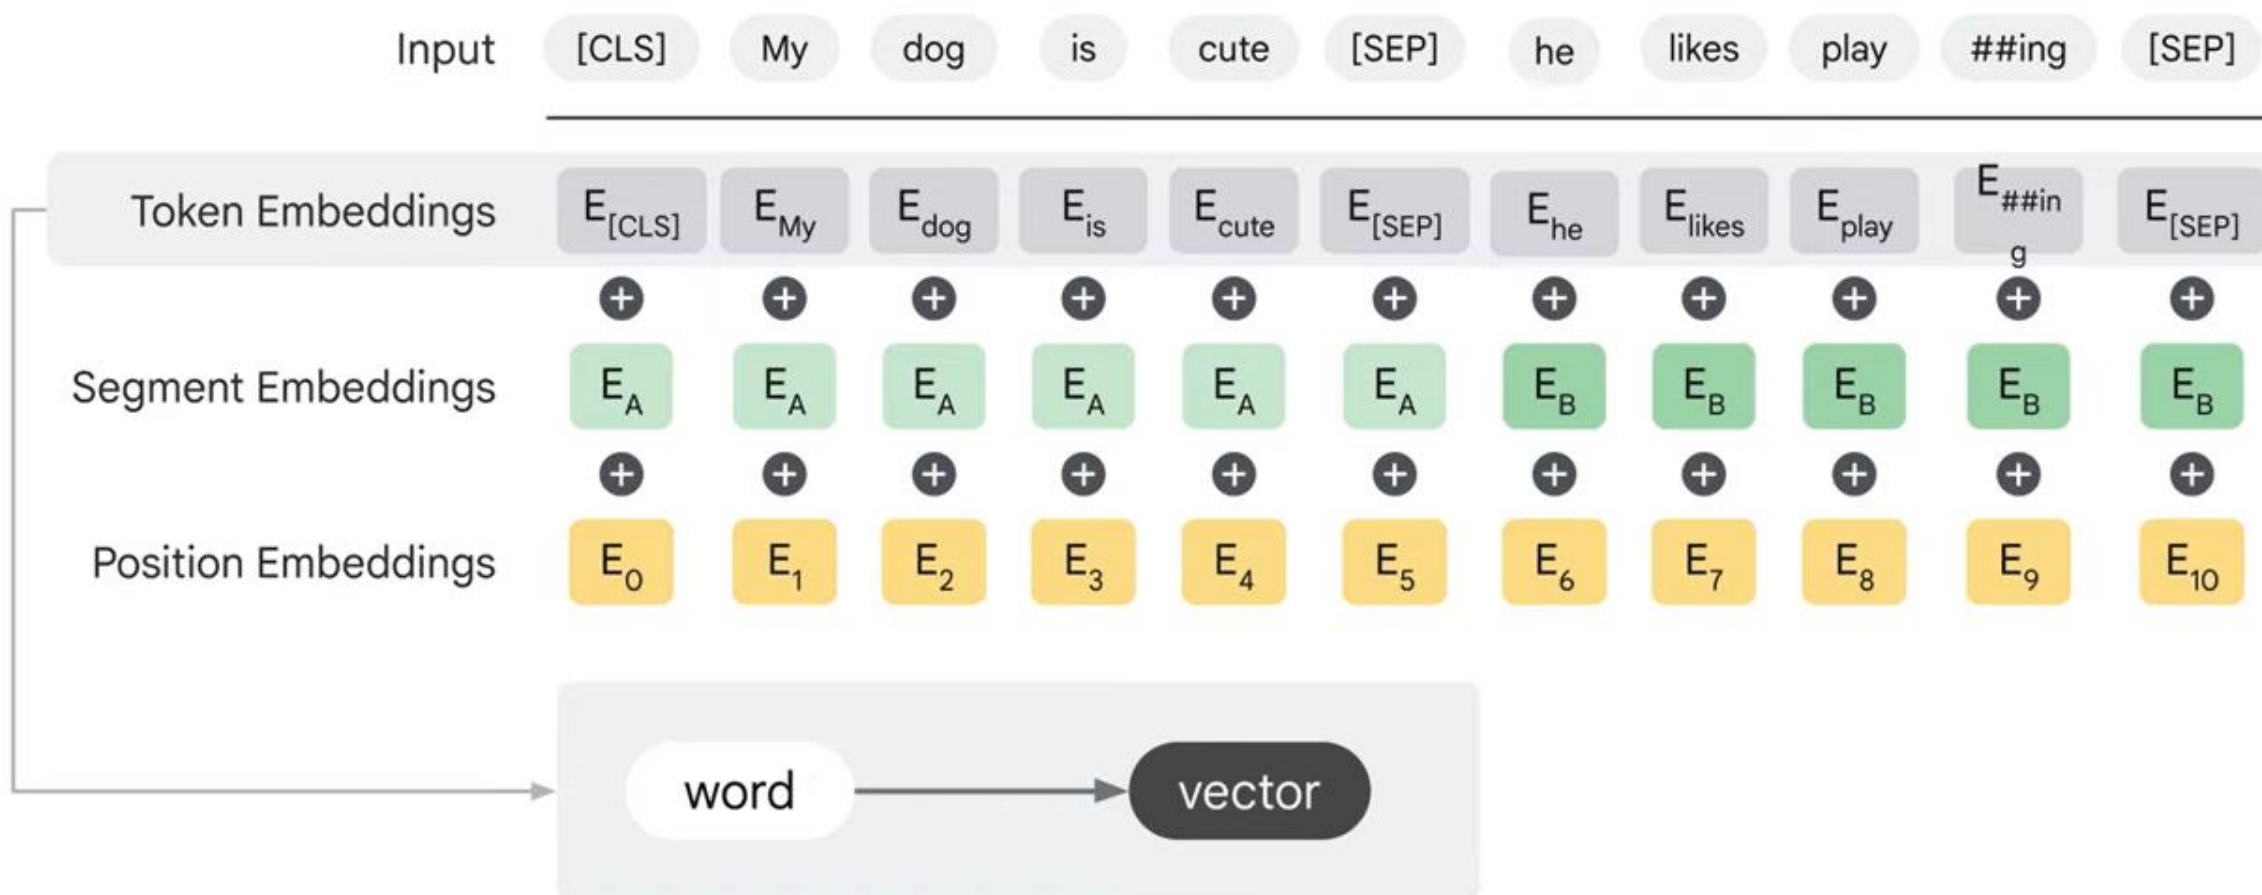 Input [CLS] My dog is cute [SEP] he likes play ##ing [SEP]
Token Embeddings E[CLS] EMy Edog Eis Ecute E[SEP] Ehe Elikes Eplay E##ing E[SEP]
+ + + + + + + + + + +
Segment Embeddings EA EA EA EA EA EA EB EB EB EB EB
+ + + + + + + + + + +
Position Embeddings E0 E1 E2 E3 E4 E5 E6 E7 E8 E9 E10
word vector